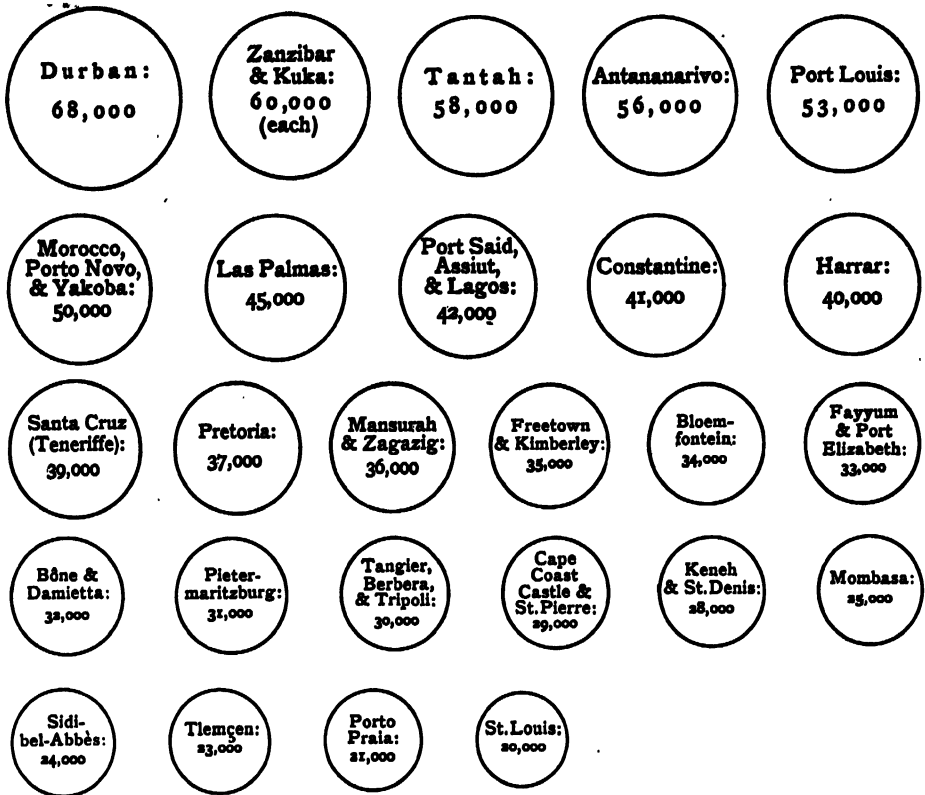 Durban:
68,000
Zanzibar
& Kuka:
60,000
(each)
Tantah:
58,000
Antananarivo:
56,000
Port Louis:
53,000
Morocco,
Porto Novo,
& Yakoba:
50,000
Las Palmas:
45,000
Port Said,
Assiut,
& Lagos:
42,000
Constantine:
41,000
Harrar:
40,000
Santa Cruz
(Teneriffe):
39,000
Pretoria:
37,000
Mansurah
& Zagazig:
36,000
Freetown
& Kimberley:
35,000
Bloem-
fontein:
34,000
Fayyum
& Port
Elizabeth:
33,000
Bône &
Damietta:
32,000
Pieter-
maritzburg:
31,000
Tangier,
Berbera,
& Tripoli:
30,000
Cape
Coast
Castle &
St. Pierre:
29,000
Keneh
& St. Denis:
28,000
Mombasa:
25,000
Sidi-
bel-Abbès:
24,000
Tlemçen:
23,000
Porto
Praia:
21,000
St. Louis:
20,000